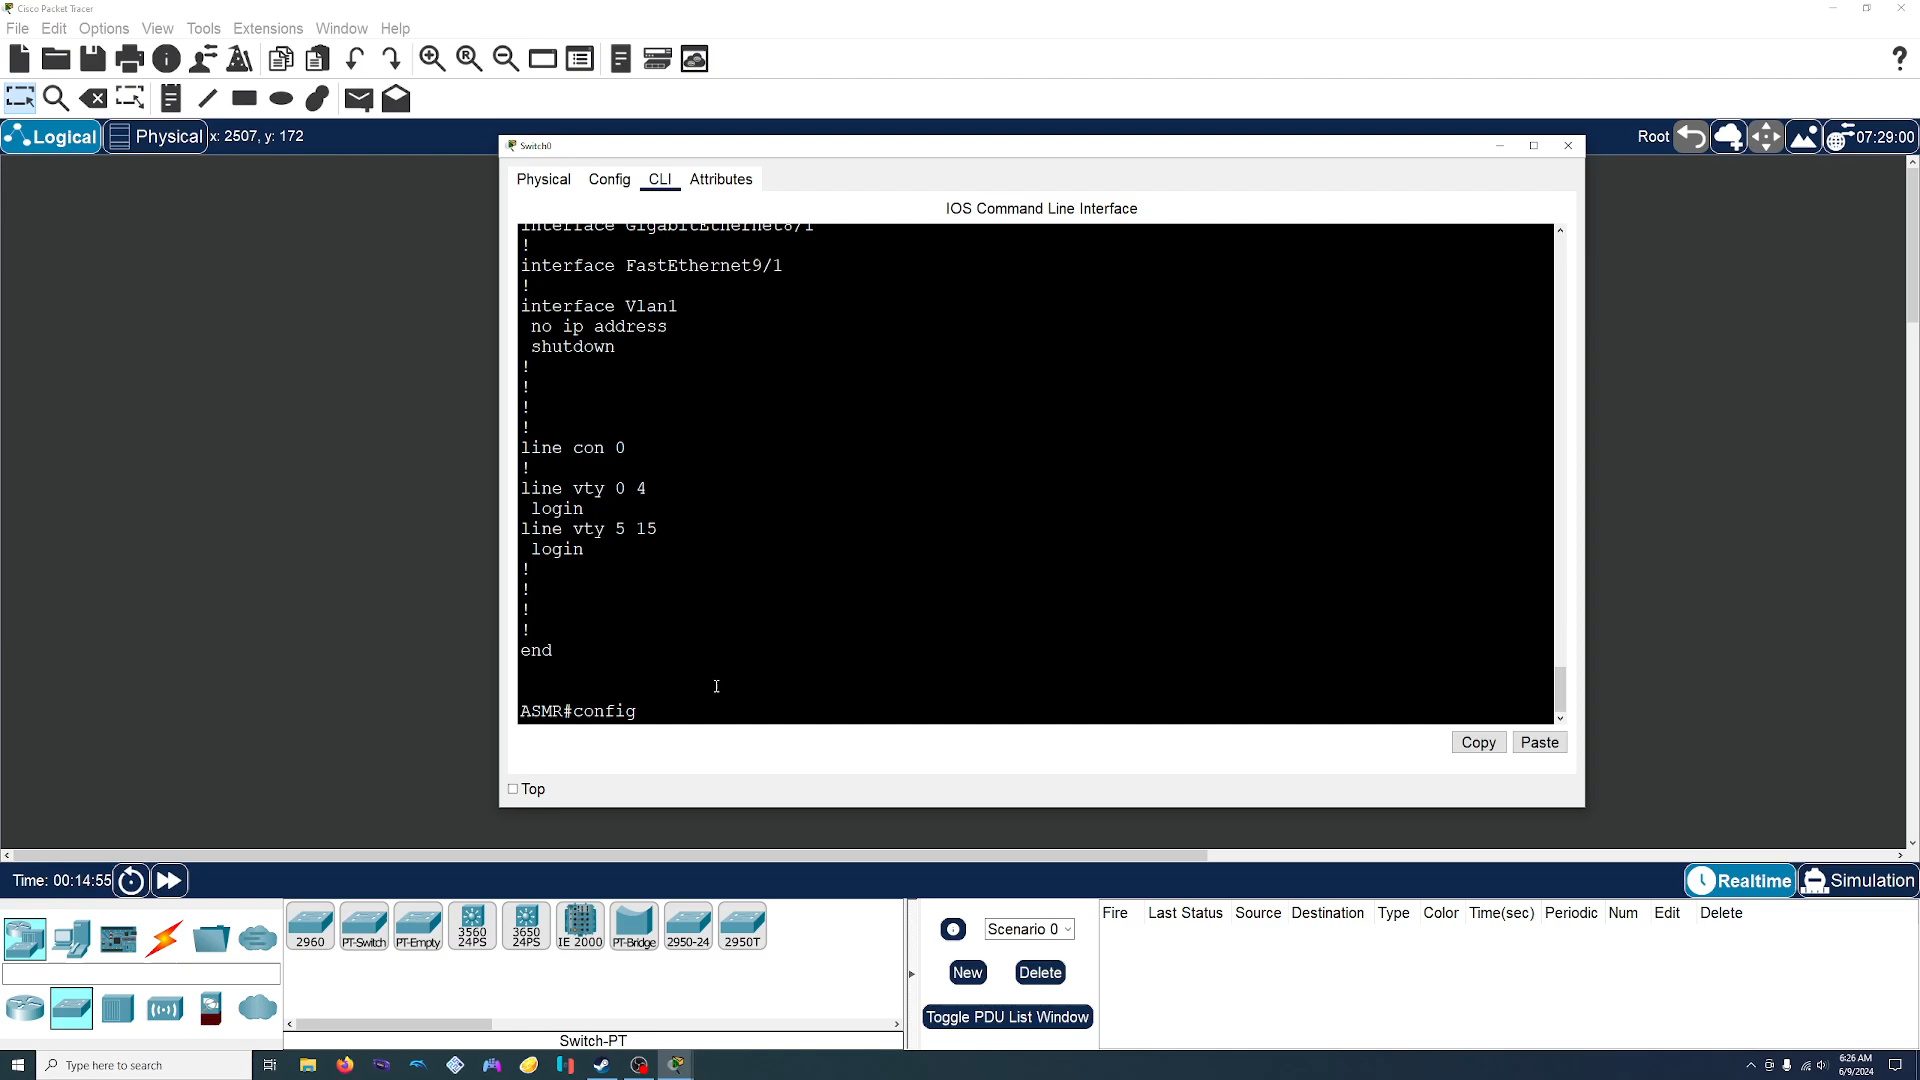 Cisco Packet Tracer
File Edit Options View Tools Extensions Window Help
Logical Physical x: 2507, y: 172 Root 07:29:00
Switch0
Physical Config CLI Attributes
IOS Command Line Interface
interface GigabitEthernet8/1
!
interface FastEthernet9/1
!
interface Vlan1
no ip address
shutdown
!
!
!
!
line con 0
!
line vty 0 4
login
line vty 5 15
login
!
!
!
!
end
ASMR#config
Copy Paste
Top
Time: 00:14:55 Realtime Simulation
2960 PT-Switch PT-Empty 3560 24PS 3650 24PS IE 2000 PT-Bridge 2950-24 2950T
Switch-PT
Scenario 0
New Delete
Toggle PDU List Window
Fire Last Status Source Destination Type Color Time(sec) Periodic Num Edit Delete
Type here to search
6:26 AM
6/9/2024